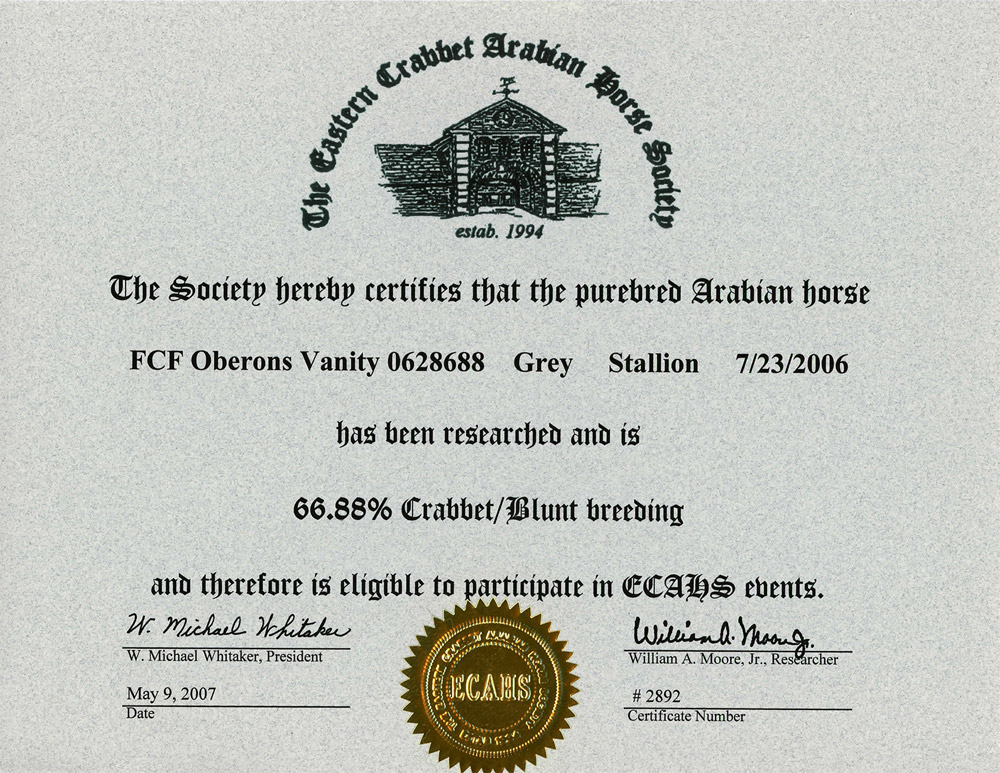 The Eastern Crabbet Arabian Horse Society
estab. 1994
The Society hereby certifies that the purebred Arabian horse
FCF Oberons Vanity 0628688 Grey Stallion 7/23/2006
has been researched and is
66.88% Crabbet/Blunt breeding
and therefore is eligible to participate in ECAHS events.
W. Michael Whitaker
W. Michael Whitaker, President
May 9, 2007
Date
ECAHS
William A. Moore Jr.
William A. Moore, Jr., Researcher
# 2892
Certificate Number